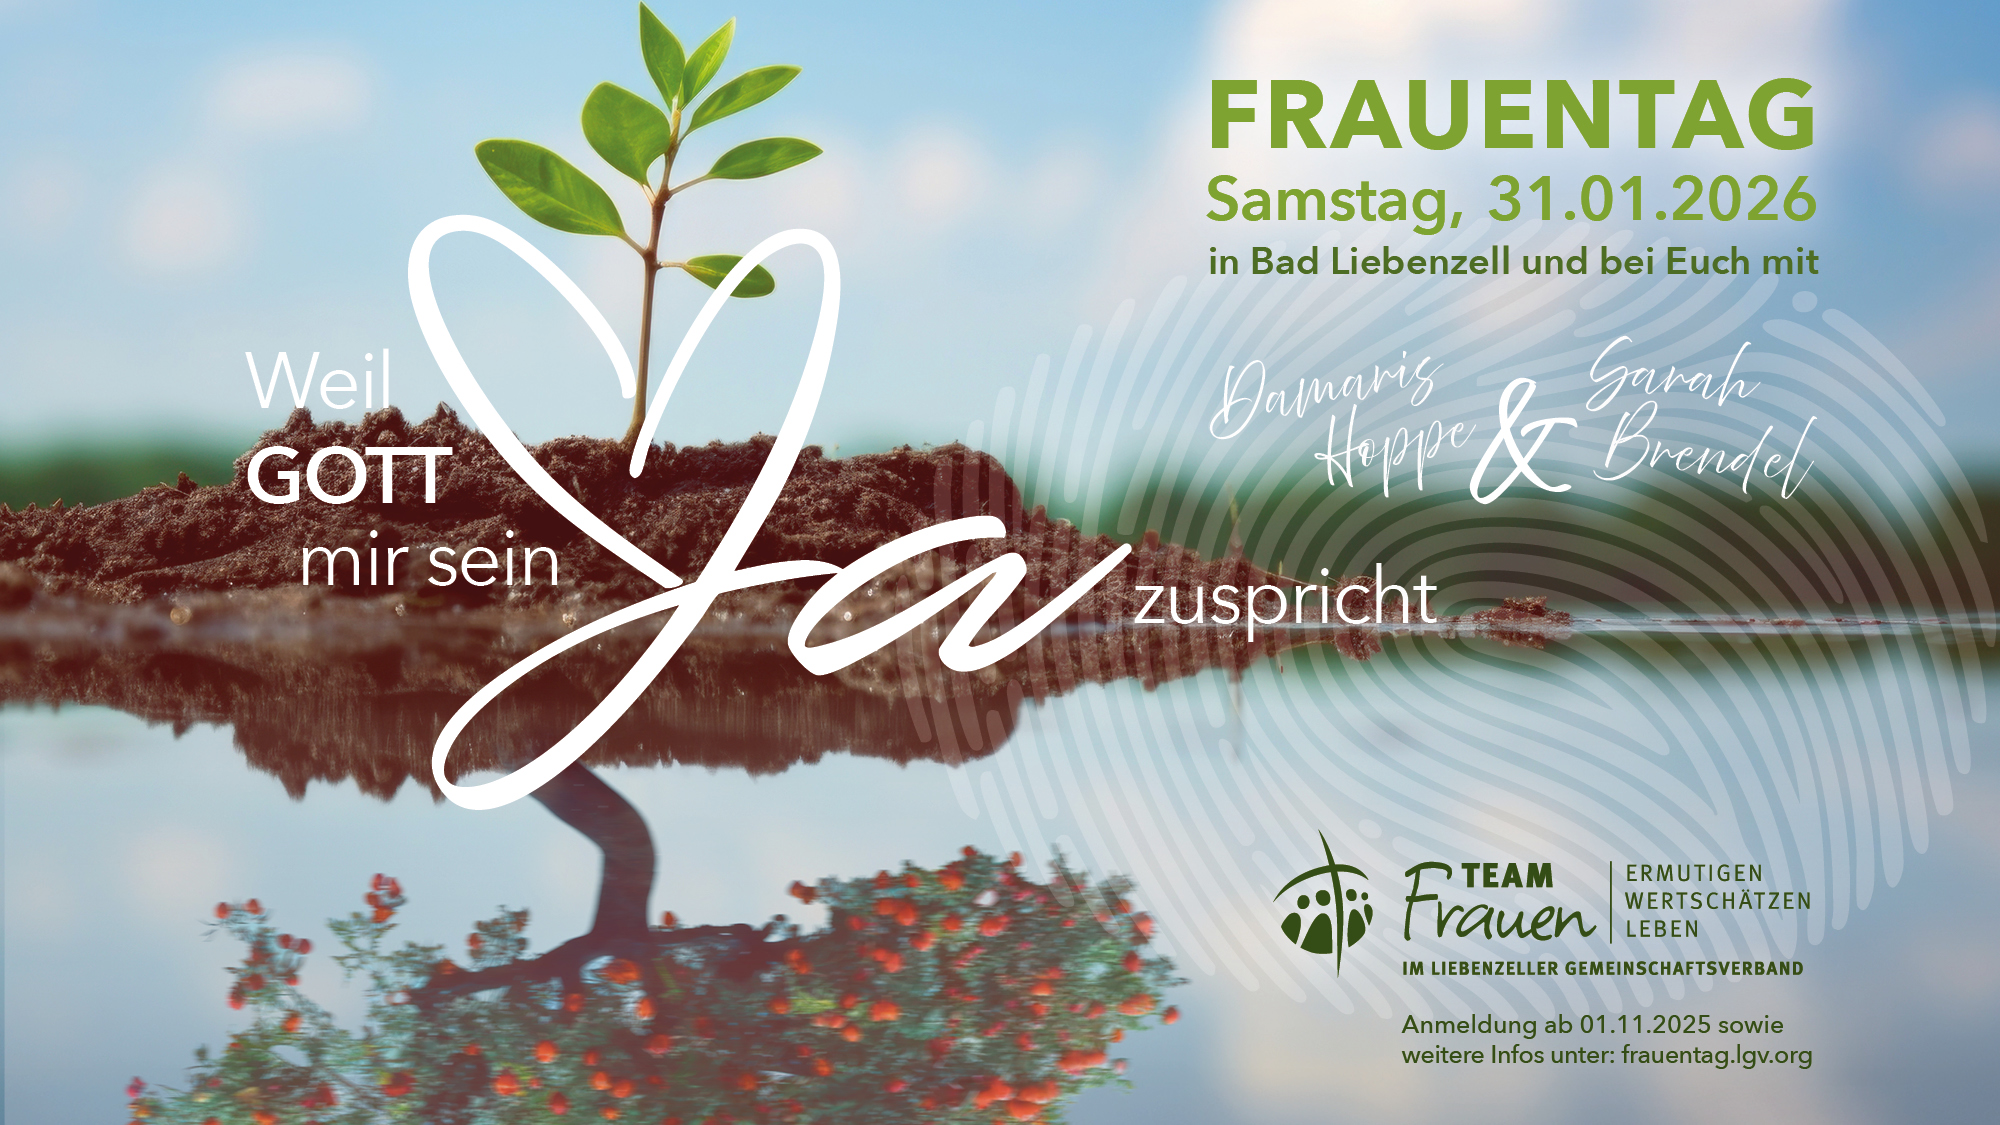 Weil
GOTT
mir sein
Ja
zuspricht
FRAUENTAG
Samstag, 31.01.2026
in Bad Liebenzell und bei Euch mit
Damaris
Hoppe
&
Sarah
Brendel
TEAM
Frauen
ERMUTIGEN
WERTSCHÄTZEN
LEBEN
IM LIEBENZELLER GEMEINSCHAFTSVERBAND
Anmeldung ab 01.11.2025 sowie
weitere Infos unter: frauentag.lgv.org